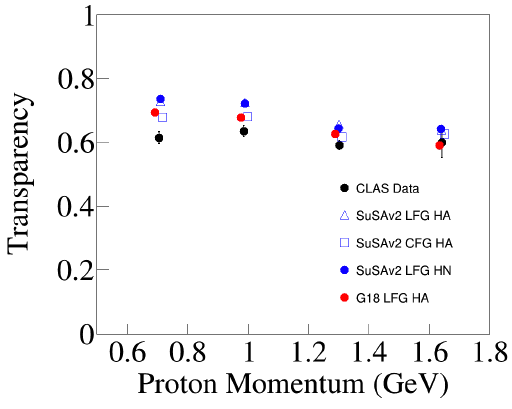 1
0.8
0.6
0.4
0.2
0
Transparency
CLAS Data
SuSAv2 LFG HA
SuSAv2 CFG HA
SuSAv2 LFG HN
G18 LFG HA
0.6 0.8 1 1.2 1.4 1.6 1.8
Proton Momentum (GeV)